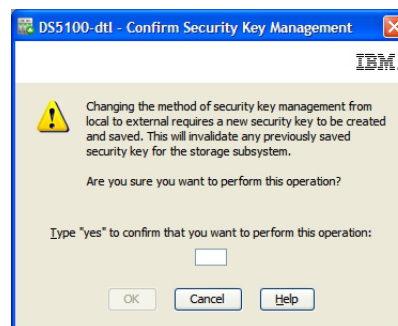 DS5100-dtl - Confirm Security Key Management
IBM.
Changing the method of security key management from
local to external requires a new security key to be created
and saved. This will invalidate any previously saved
security key for the storage subsystem.
Are you sure you want to perform this operation?
Type "yes" to confirm that you want to perform this operation:
OK Cancel Help